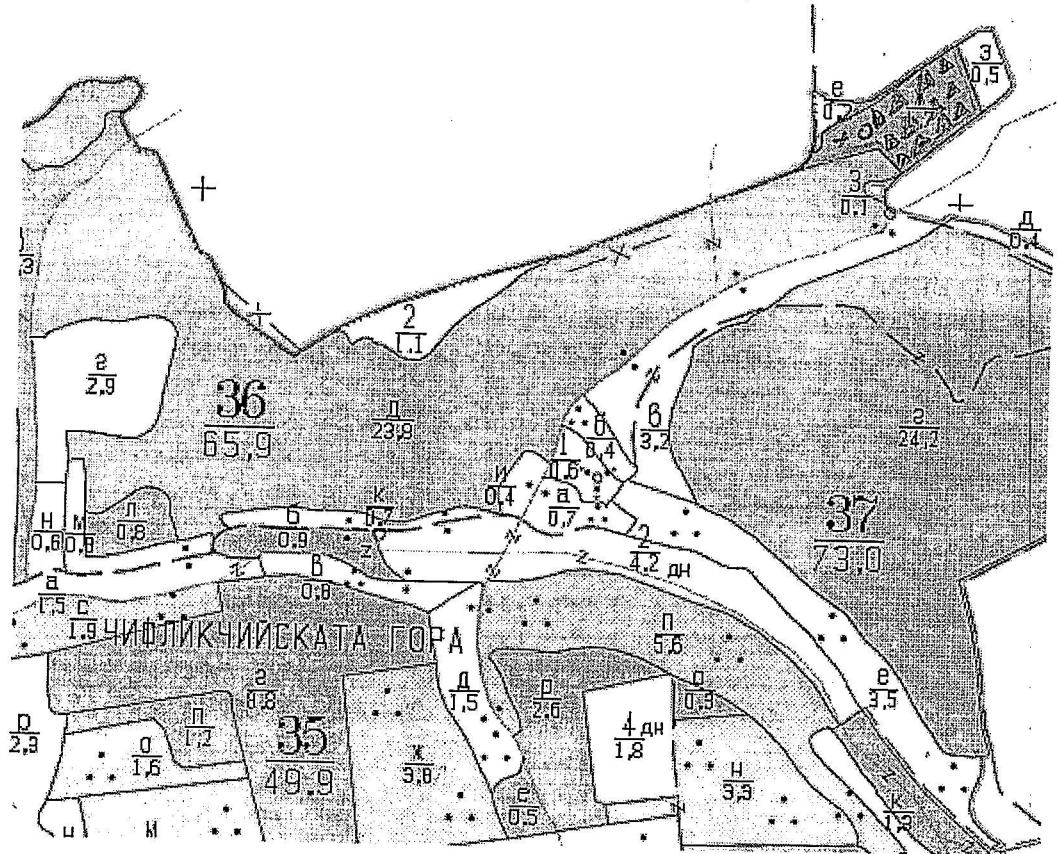 З
0,5
е
0,2
З
0,1
д
0,4
2
1,1
г
2,9
36
65,9
д
23,9
б
0,4
в
3,2
г
24,2
1
0,6
и
0,4
а
0,7
к
0,7
л
0,8
н
0,6
м
0,9
б
0,9
37
73,0
2
4,2 дн
в
0,8
а
1,5
с
1,9
ЧИФЛИКЧИЙСКАТА ГОРА
п
5,6
г
8,8
д
1,5
р
2,6
о
0,3
е
3,5
п
1,2
35
49,9
р
2,3
о
1,6
ж
3,8
4 дн
1,8
н
3,3
г
0,5
к
н
м